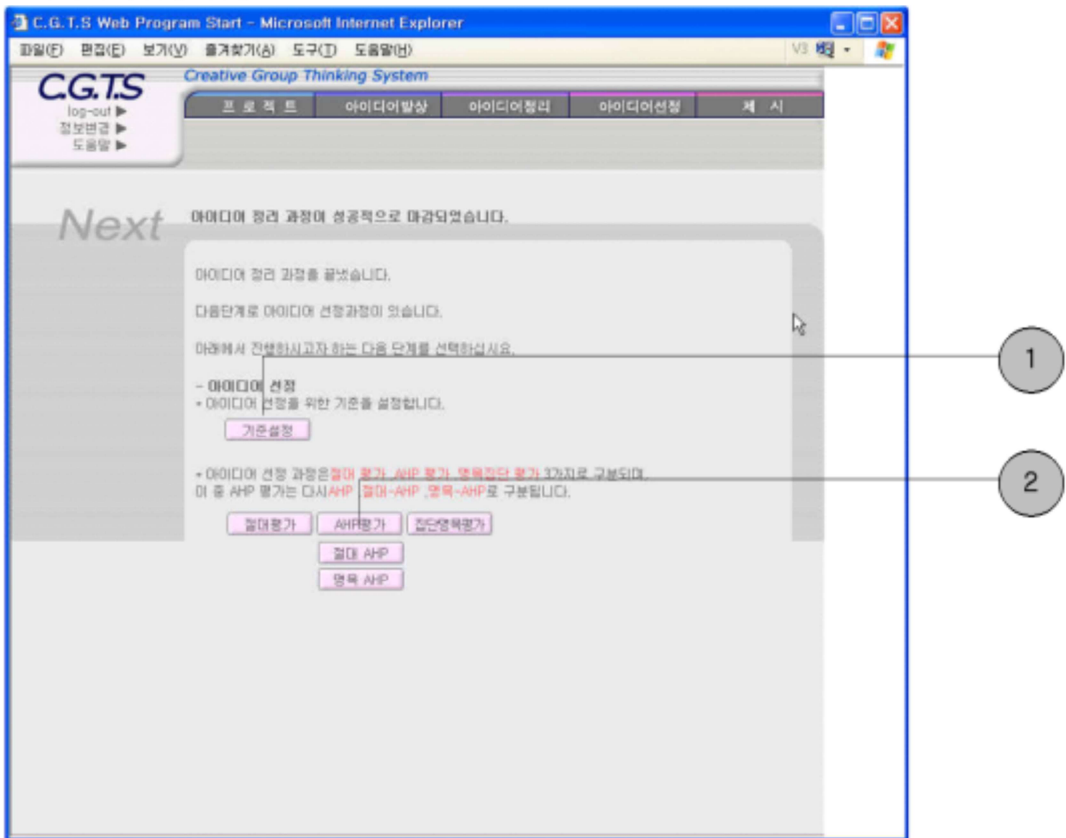 C.G.T.S Web Program Start - Microsoft Internet Explorer
파일(F) 편집(E) 보기(V) 즐겨찾기(A) 도구(T) 도움말(H)
V3
C.G.T.S
Creative Group Thinking System
log-out ▶
정보변경 ▶
도움말 ▶
프 로 젝 트 아이디어발상 아이디어정리 아이디어선정 제 시
Next
아이디어 정리 과정이 성공적으로 마감되었습니다.
아이디어 정리 과정을 끝냈습니다.
다음단계로 아이디어 선정과정이 있습니다.
아래에서 진행하시고자 하는 다음 단계를 선택하십시요.
- 아이디어 선정
* 아이디어 선정을 위한 기준을 설정합니다.
기준설정
* 아이디어 선정 과정은절대 평가 ,AHP 평가 ,명목집단 평가 3가지로 구분되며,
이 중 AHP 평가는 다시AHP ,절대-AHP ,명목-AHP로 구분됩니다.
절대평가 AHP평가 집단명목평가
절대 AHP
명목 AHP
1
2